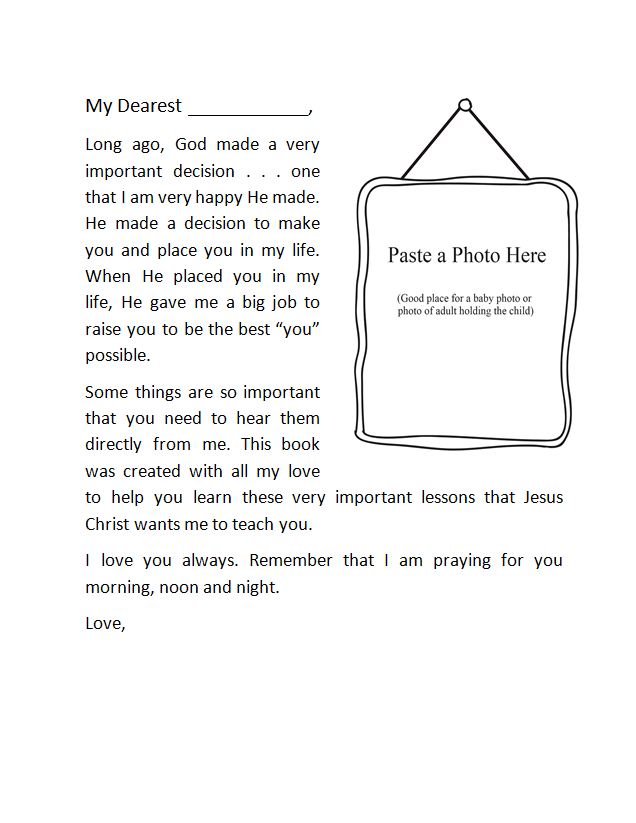 My Dearest ____________,
Long ago, God made a very
important decision . . . one
that I am very happy He made.
He made a decision to make
you and place you in my life.
When He placed you in my
life, He gave me a big job to
raise you to be the best “you”
possible.
Some things are so important
that you need to hear them
directly from me. This book
was created with all my love
to help you learn these very important lessons that Jesus
Christ wants me to teach you.
I love you always. Remember that I am praying for you
morning, noon and night.
Love,
Paste a Photo Here
(Good place for a baby photo or
photo of adult holding the child)